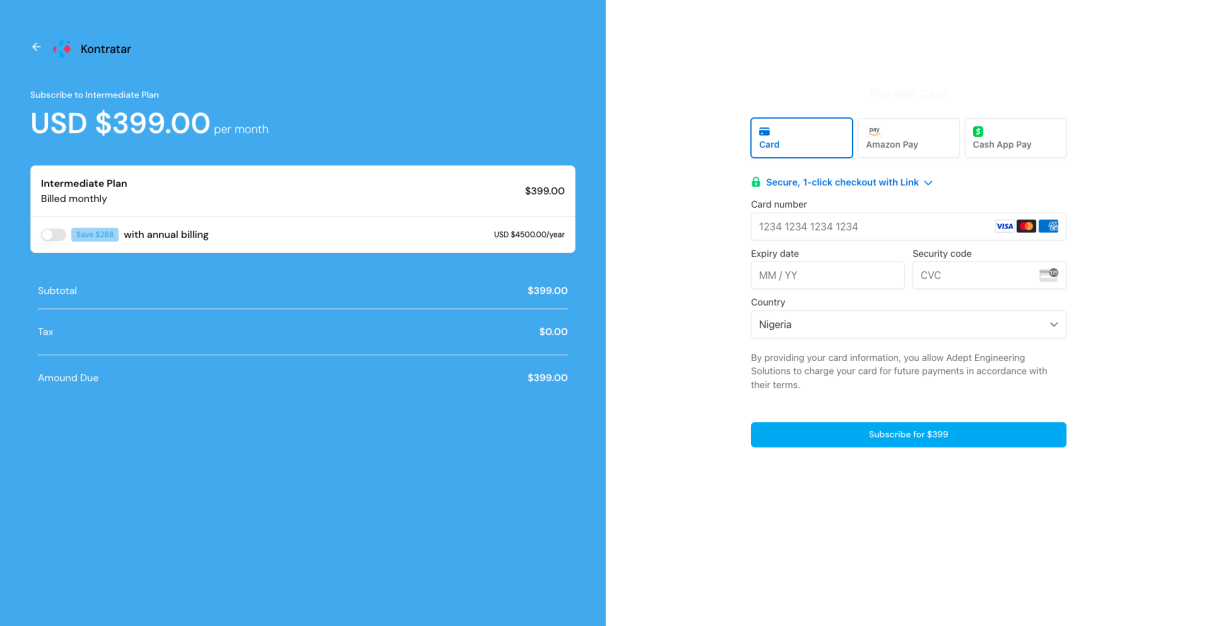 Kontratar
Subscribe to Intermediate Plan
USD $399.00 per month
Intermediate Plan
Billed monthly
$399.00
Save $288 with annual billing
USD $4500.00/year
Subtotal
$399.00
Tax
$0.00
Amound Due
$399.00
Pay with Card
Card
pay
Amazon Pay
Cash App Pay
Secure, 1-click checkout with Link
Card number
1234 1234 1234 1234
VISA
Expiry date
Security code
MM / YY
CVC
Country
Nigeria
By providing your card information, you allow Adept Engineering
Solutions to charge your card for future payments in accordance with
their terms.
Subscribe for $399